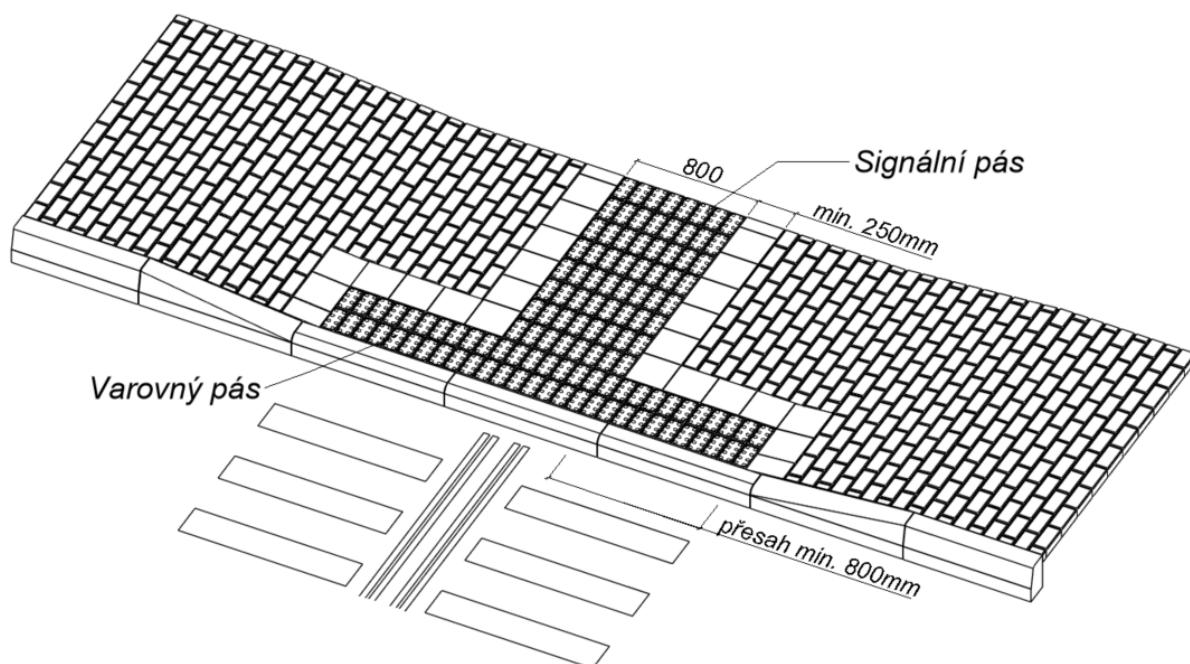 800
Signální pás
min. 250mm
Varovný pás
přesah min. 800mm